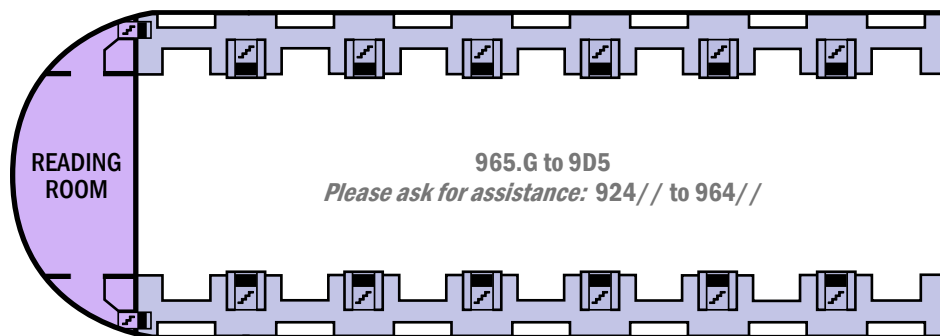 READING
ROOM
965.G to 9D5
Please ask for assistance: 924// to 964//